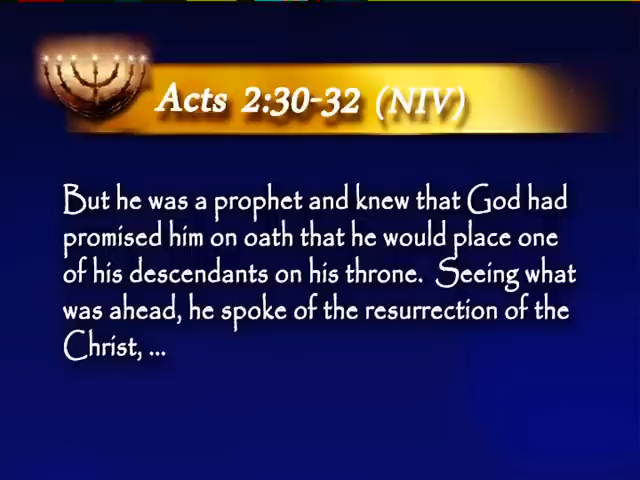 Acts 2:30-32 (NIV)
But he was a prophet and knew that God had
promised him on oath that he would place one
of his descendants on his throne. Seeing what
was ahead, he spoke of the resurrection of the
Christ, ...